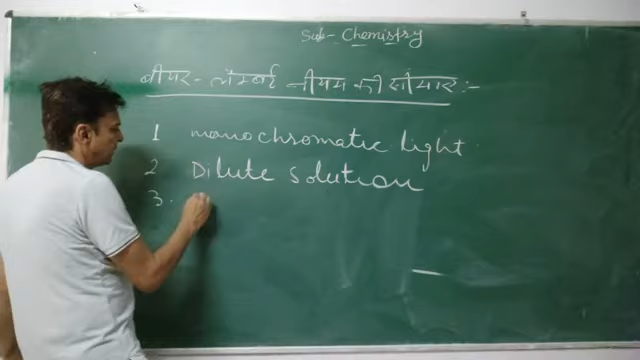 Sub- Chemistry
बीयर - लैम्बर्ट नीयम की सीमाएं :-
1 monochromatic light
2 Dilute solution
3.